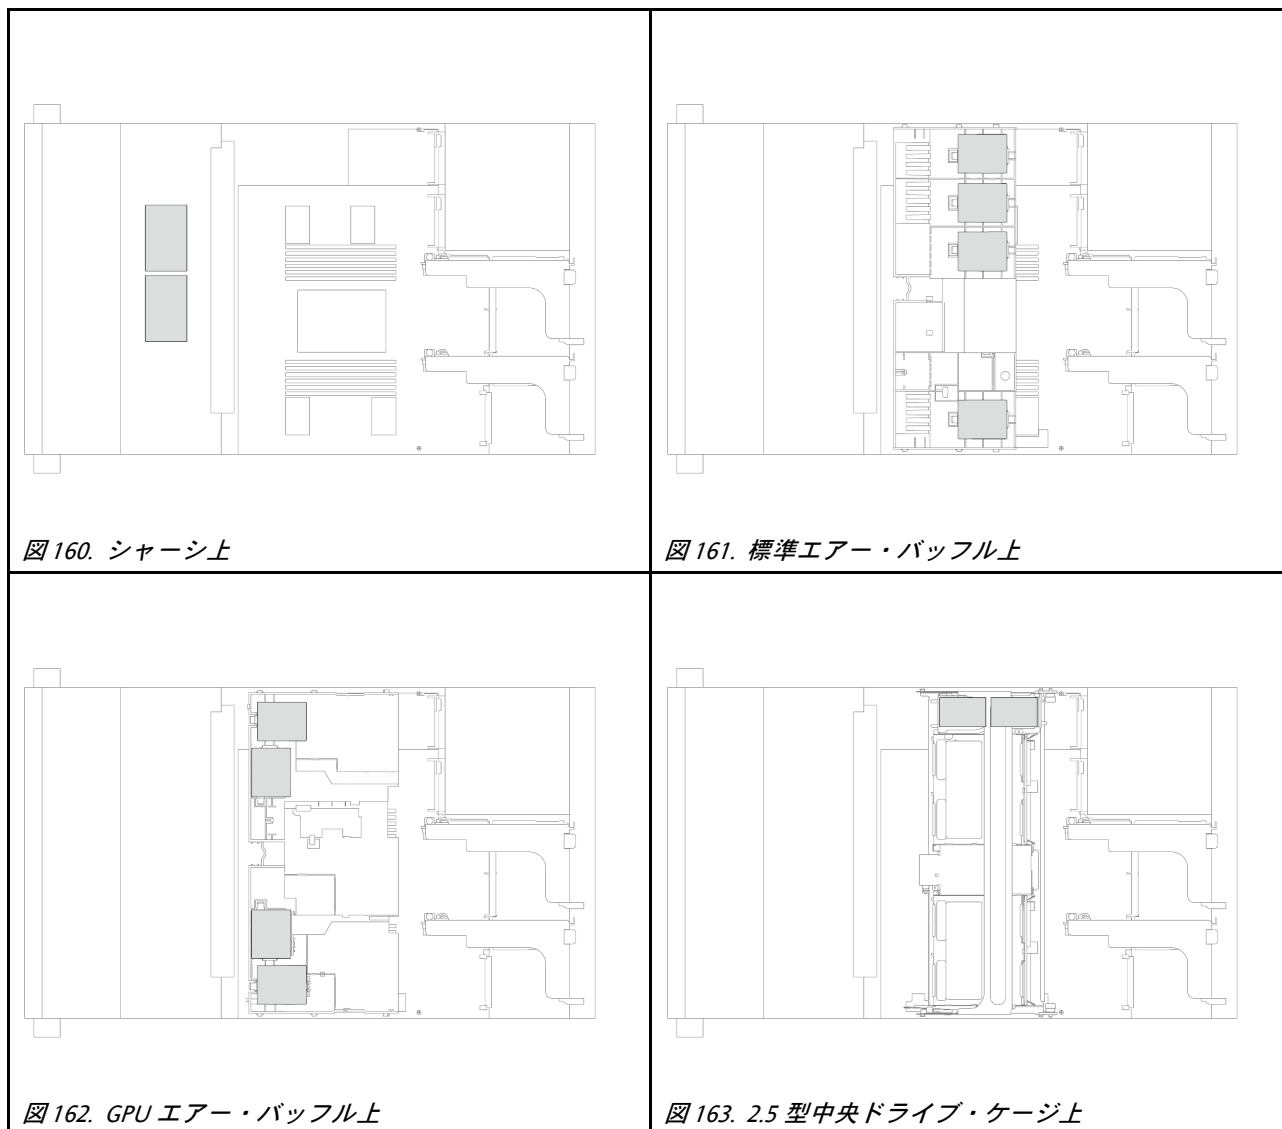 図 160. シャーシ上
図 161. 標準エアー・バッフル上
図 162. GPU エアー・バッフル上
図 163. 2.5 型中央ドライブ・ケージ上